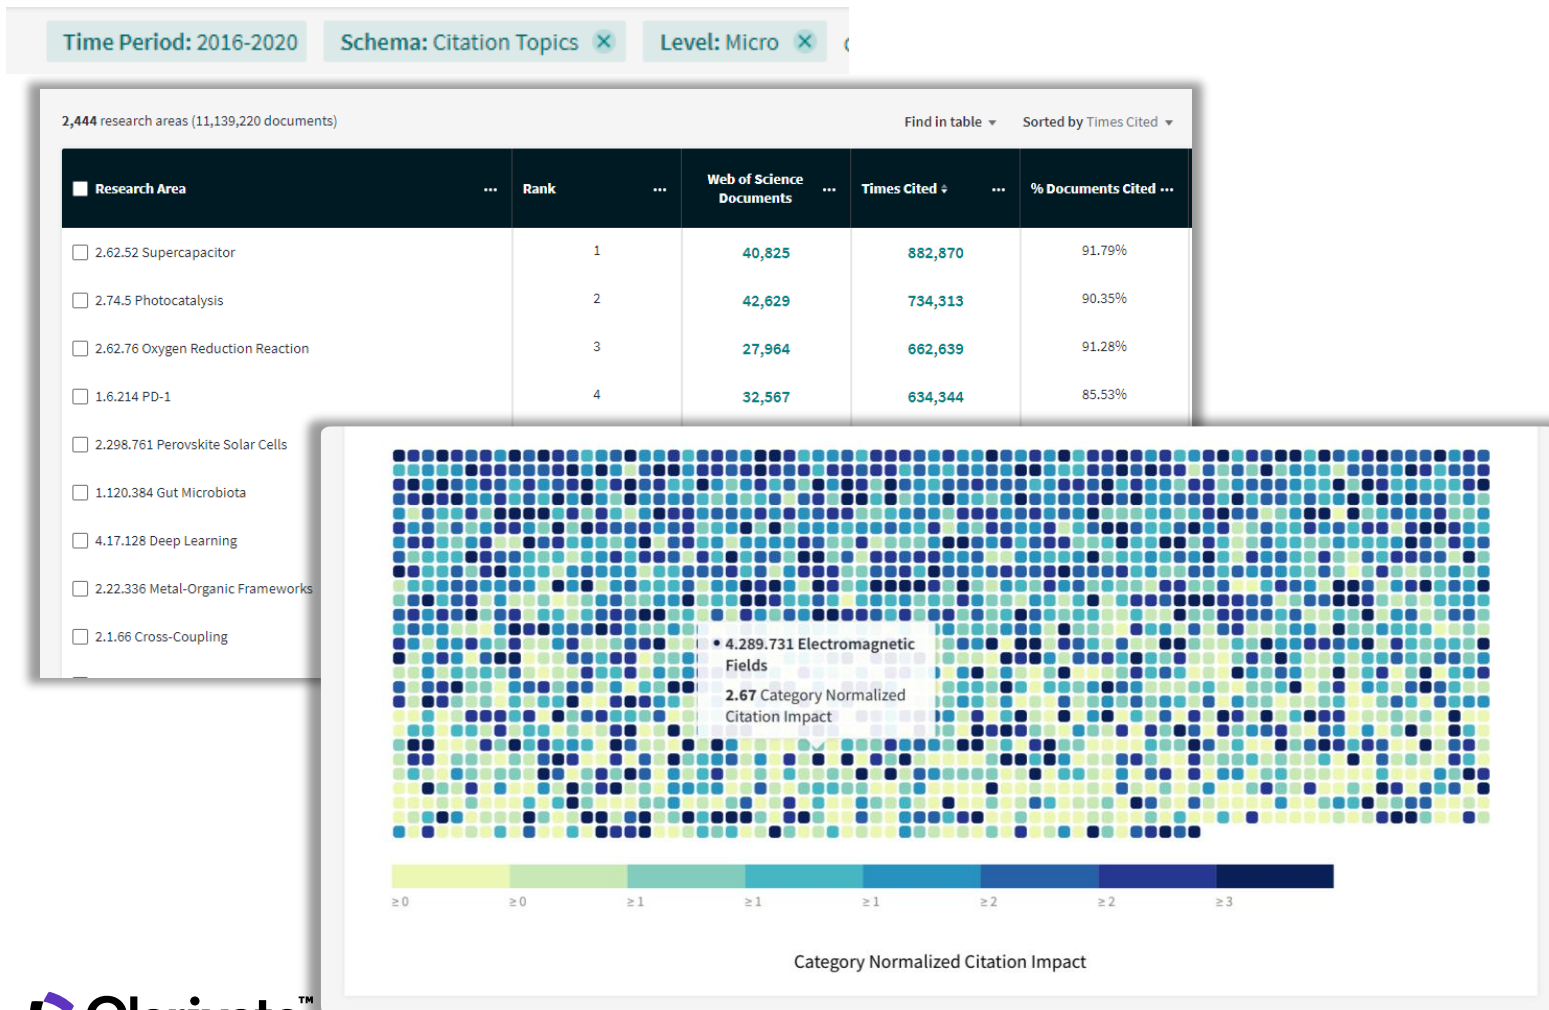 Time Period: 2016-2020 Schema: Citation Topics Level: Micro
2,444 research areas (11,139,220 documents) Find in table Sorted by Times Cited
Research Area Rank Web of Science Documents Times Cited % Documents Cited
2.62.52 Supercapacitor 1 40,825 882,870 91.79%
2.74.5 Photocatalysis 2 42,629 734,313 90.35%
2.62.76 Oxygen Reduction Reaction 3 27,964 662,639 91.28%
1.6.214 PD-1 4 32,567 634,344 85.53%
2.298.761 Perovskite Solar Cells
1.120.384 Gut Microbiota
4.17.128 Deep Learning
2.22.336 Metal-Organic Frameworks
2.1.66 Cross-Coupling
4.289.731 Electromagnetic
Fields
2.67 Category Normalized
Citation Impact
≥0 ≥0 ≥1 ≥1 ≥1 ≥2 ≥2 ≥3
Category Normalized Citation Impact
Clarivate™